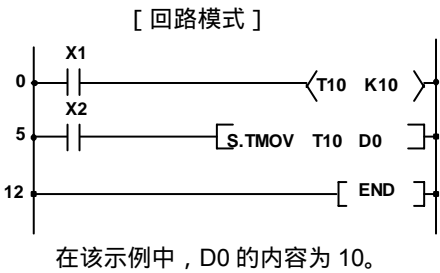 [ 回路模式 ]
X1
0 T10 K10
X2
5 S.TMOV T10 D0
12 END
在该示例中，D0 的内容为 10。